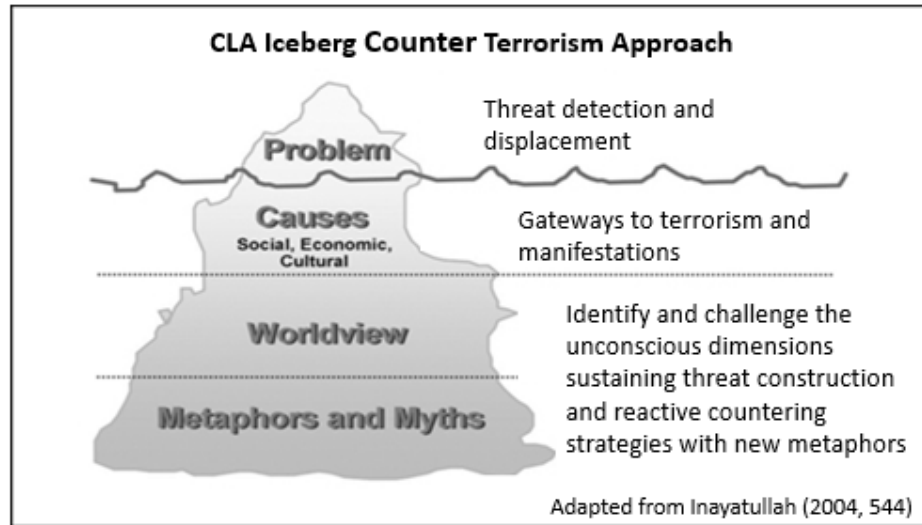 CLA Iceberg Counter Terrorism Approach
Threat detection and
displacement
Problem
Causes
Social, Economic,
Cultural
Gateways to terrorism and
manifestations
Worldview
Metaphors and Myths
Identify and challenge the
unconscious dimensions
sustaining threat construction
and reactive countering
strategies with new metaphors
Adapted from Inayatullah (2004, 544)